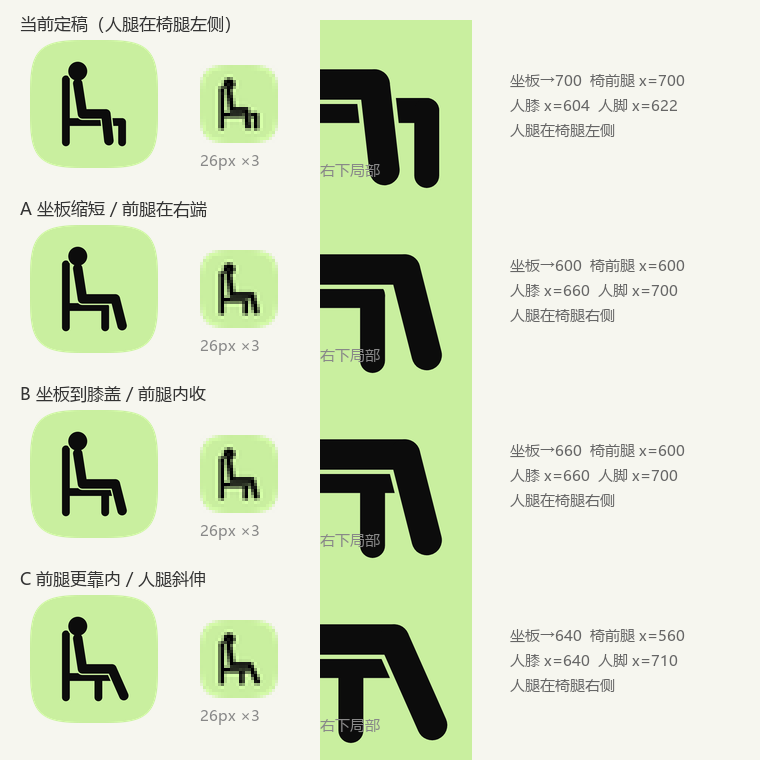 当前定稿（人腿在椅腿左侧）
26px ×3
右下局部
坐板→700 椅前腿 x=700
人膝 x=604 人脚 x=622
人腿在椅腿左侧
A 坐板缩短 / 前腿在右端
26px ×3
右下局部
坐板→600 椅前腿 x=600
人膝 x=660 人脚 x=700
人腿在椅腿右侧
B 坐板到膝盖 / 前腿内收
26px ×3
右下局部
坐板→660 椅前腿 x=600
人膝 x=660 人脚 x=700
人腿在椅腿右侧
C 前腿更靠内 / 人腿斜伸
26px ×3
右下局部
坐板→640 椅前腿 x=560
人膝 x=640 人脚 x=710
人腿在椅腿右侧